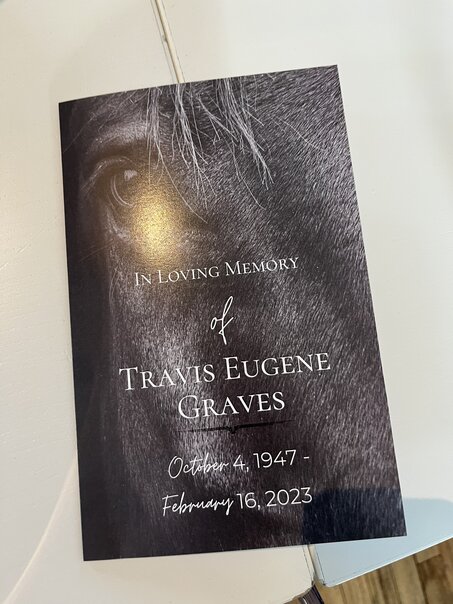 In Loving Memory
of
Travis Eugene
Graves
October 4, 1947 -
February 16, 2023